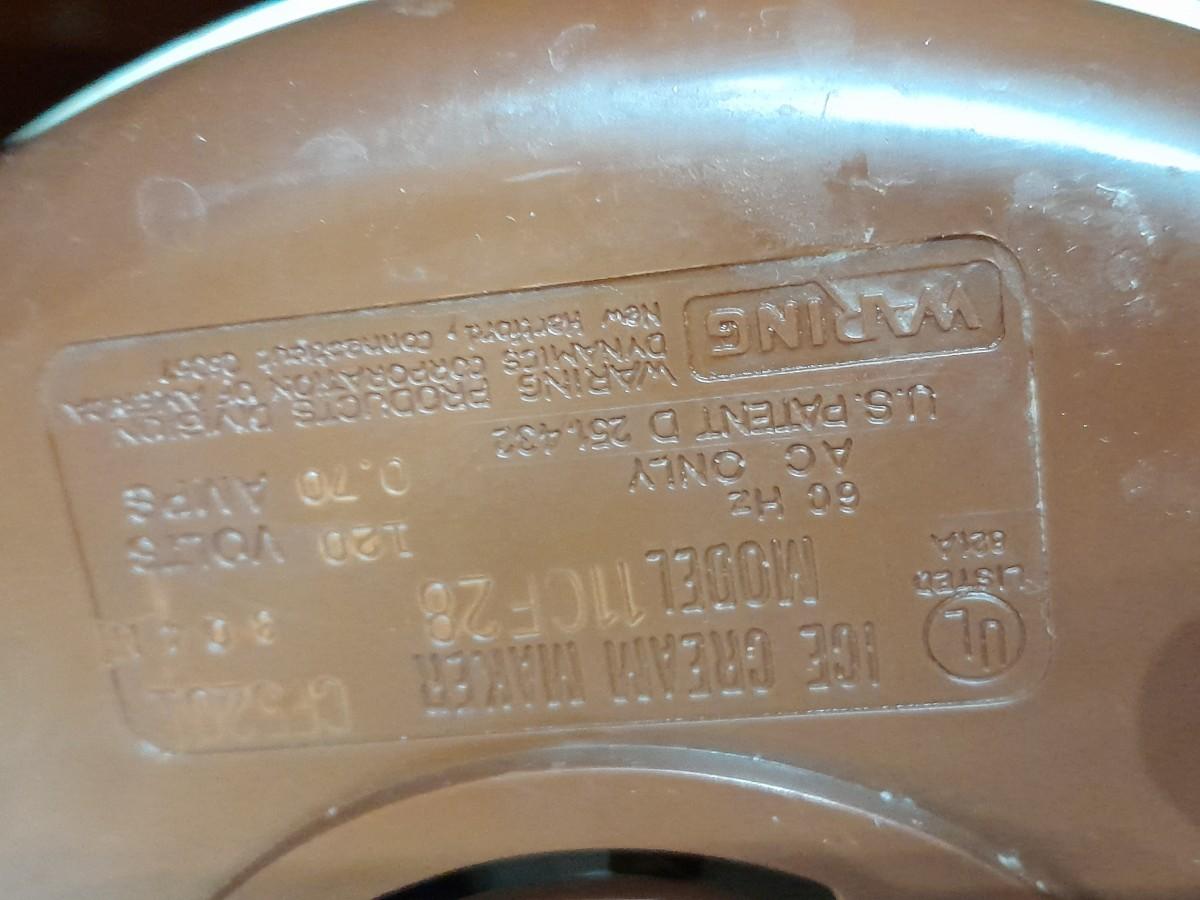 UL ICE CREAM MAKER
LISTED
821A
MODEL 11CF28
60 Hz 120 VOLTS
AC ONLY 0.70 AMPS
U.S. PATENT D 251,432
WARING
WARING PRODUCTS DIVISION
DYNAMICS CORPORATION OF AMERICA
New Hartford, Connecticut 06057